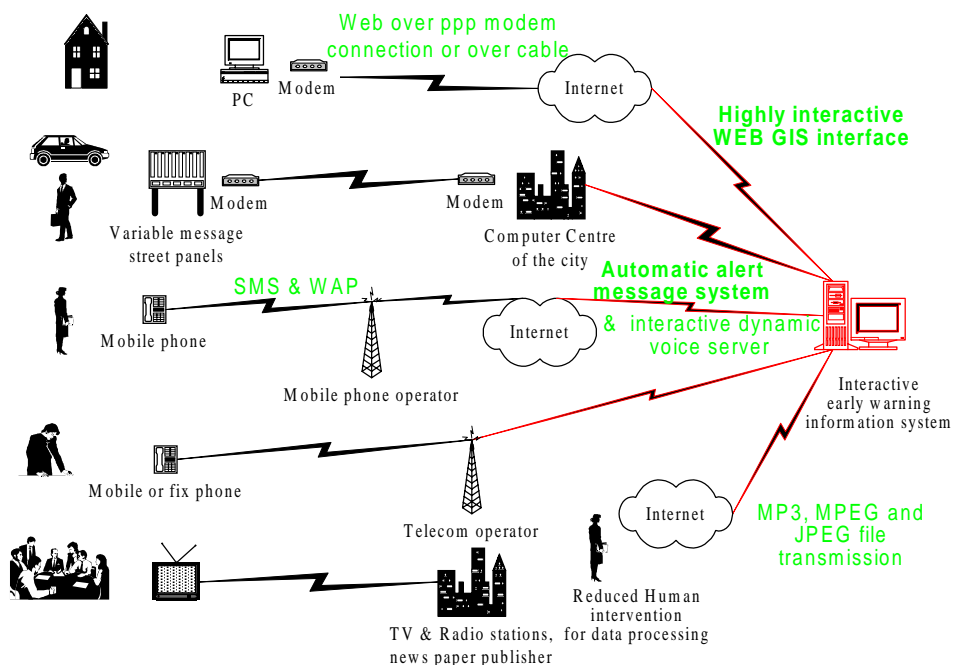 Web over ppp modem
connection or over cable
PC
Modem
Internet
Highly interactive
WEB GIS interface
Modem
Modem
Variable message
street panels
Computer Centre
of the city
SMS & WAP
Automatic alert
message system
& interactive dynamic
voice server
Mobile phone
Internet
Mobile phone operator
Interactive
early warning
information system
Mobile or fix phone
Telecom operator
Internet
MP3, MPEG and
JPEG file
transmission
Reduced Human
intervention
for data processing
TV & Radio stations,
news paper publisher